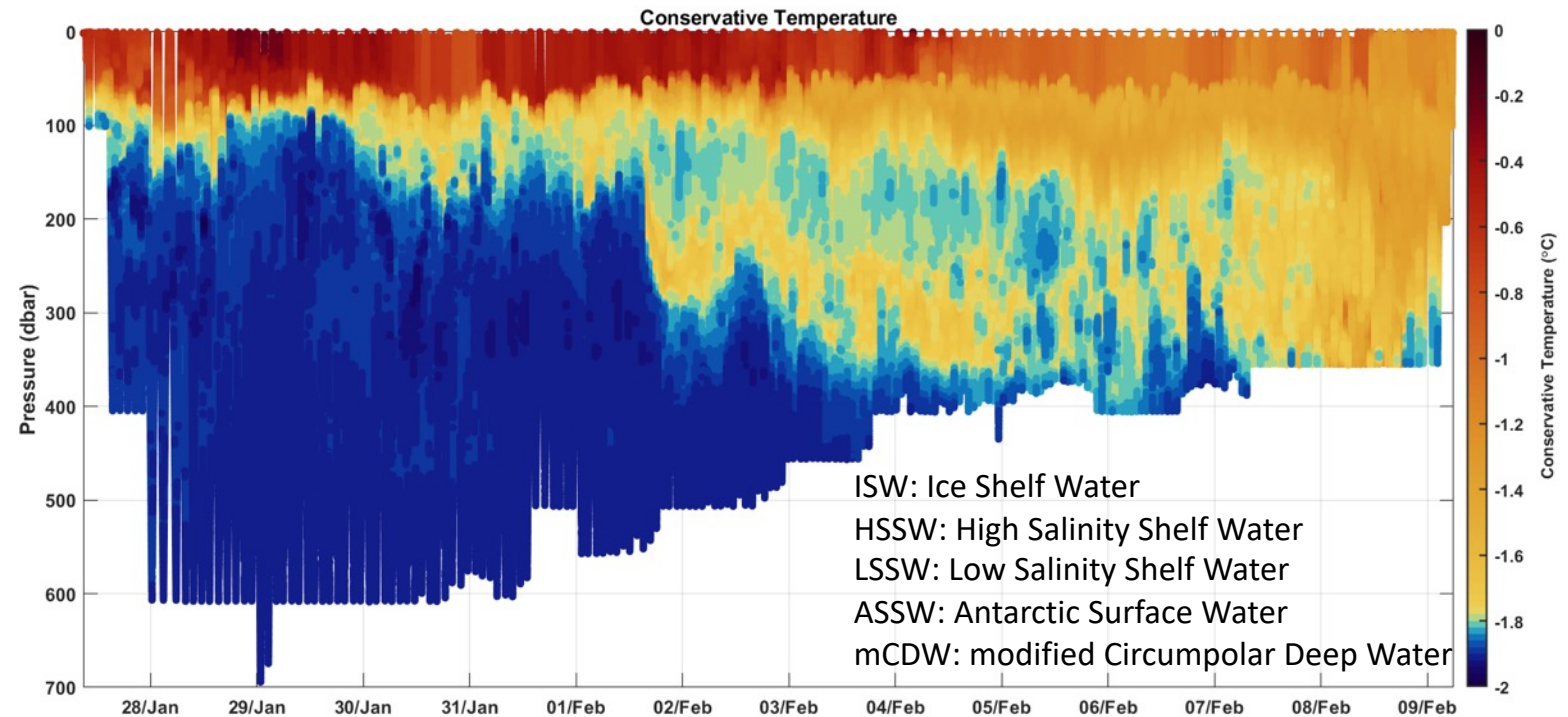 Conservative Temperature
0
100
200
300
400
500
600
700
Pressure (dbar)
28/Jan
29/Jan
30/Jan
31/Jan
01/Feb
02/Feb
03/Feb
04/Feb
05/Feb
06/Feb
07/Feb
08/Feb
09/Feb
ISW: Ice Shelf Water
HSSW: High Salinity Shelf Water
LSSW: Low Salinity Shelf Water
ASSW: Antarctic Surface Water
mCDW: modified Circumpolar Deep Water
0
-0.2
-0.4
-0.6
-0.8
-1
-1.2
-1.4
-1.6
-1.8
-2
Conservative Temperature (°C)